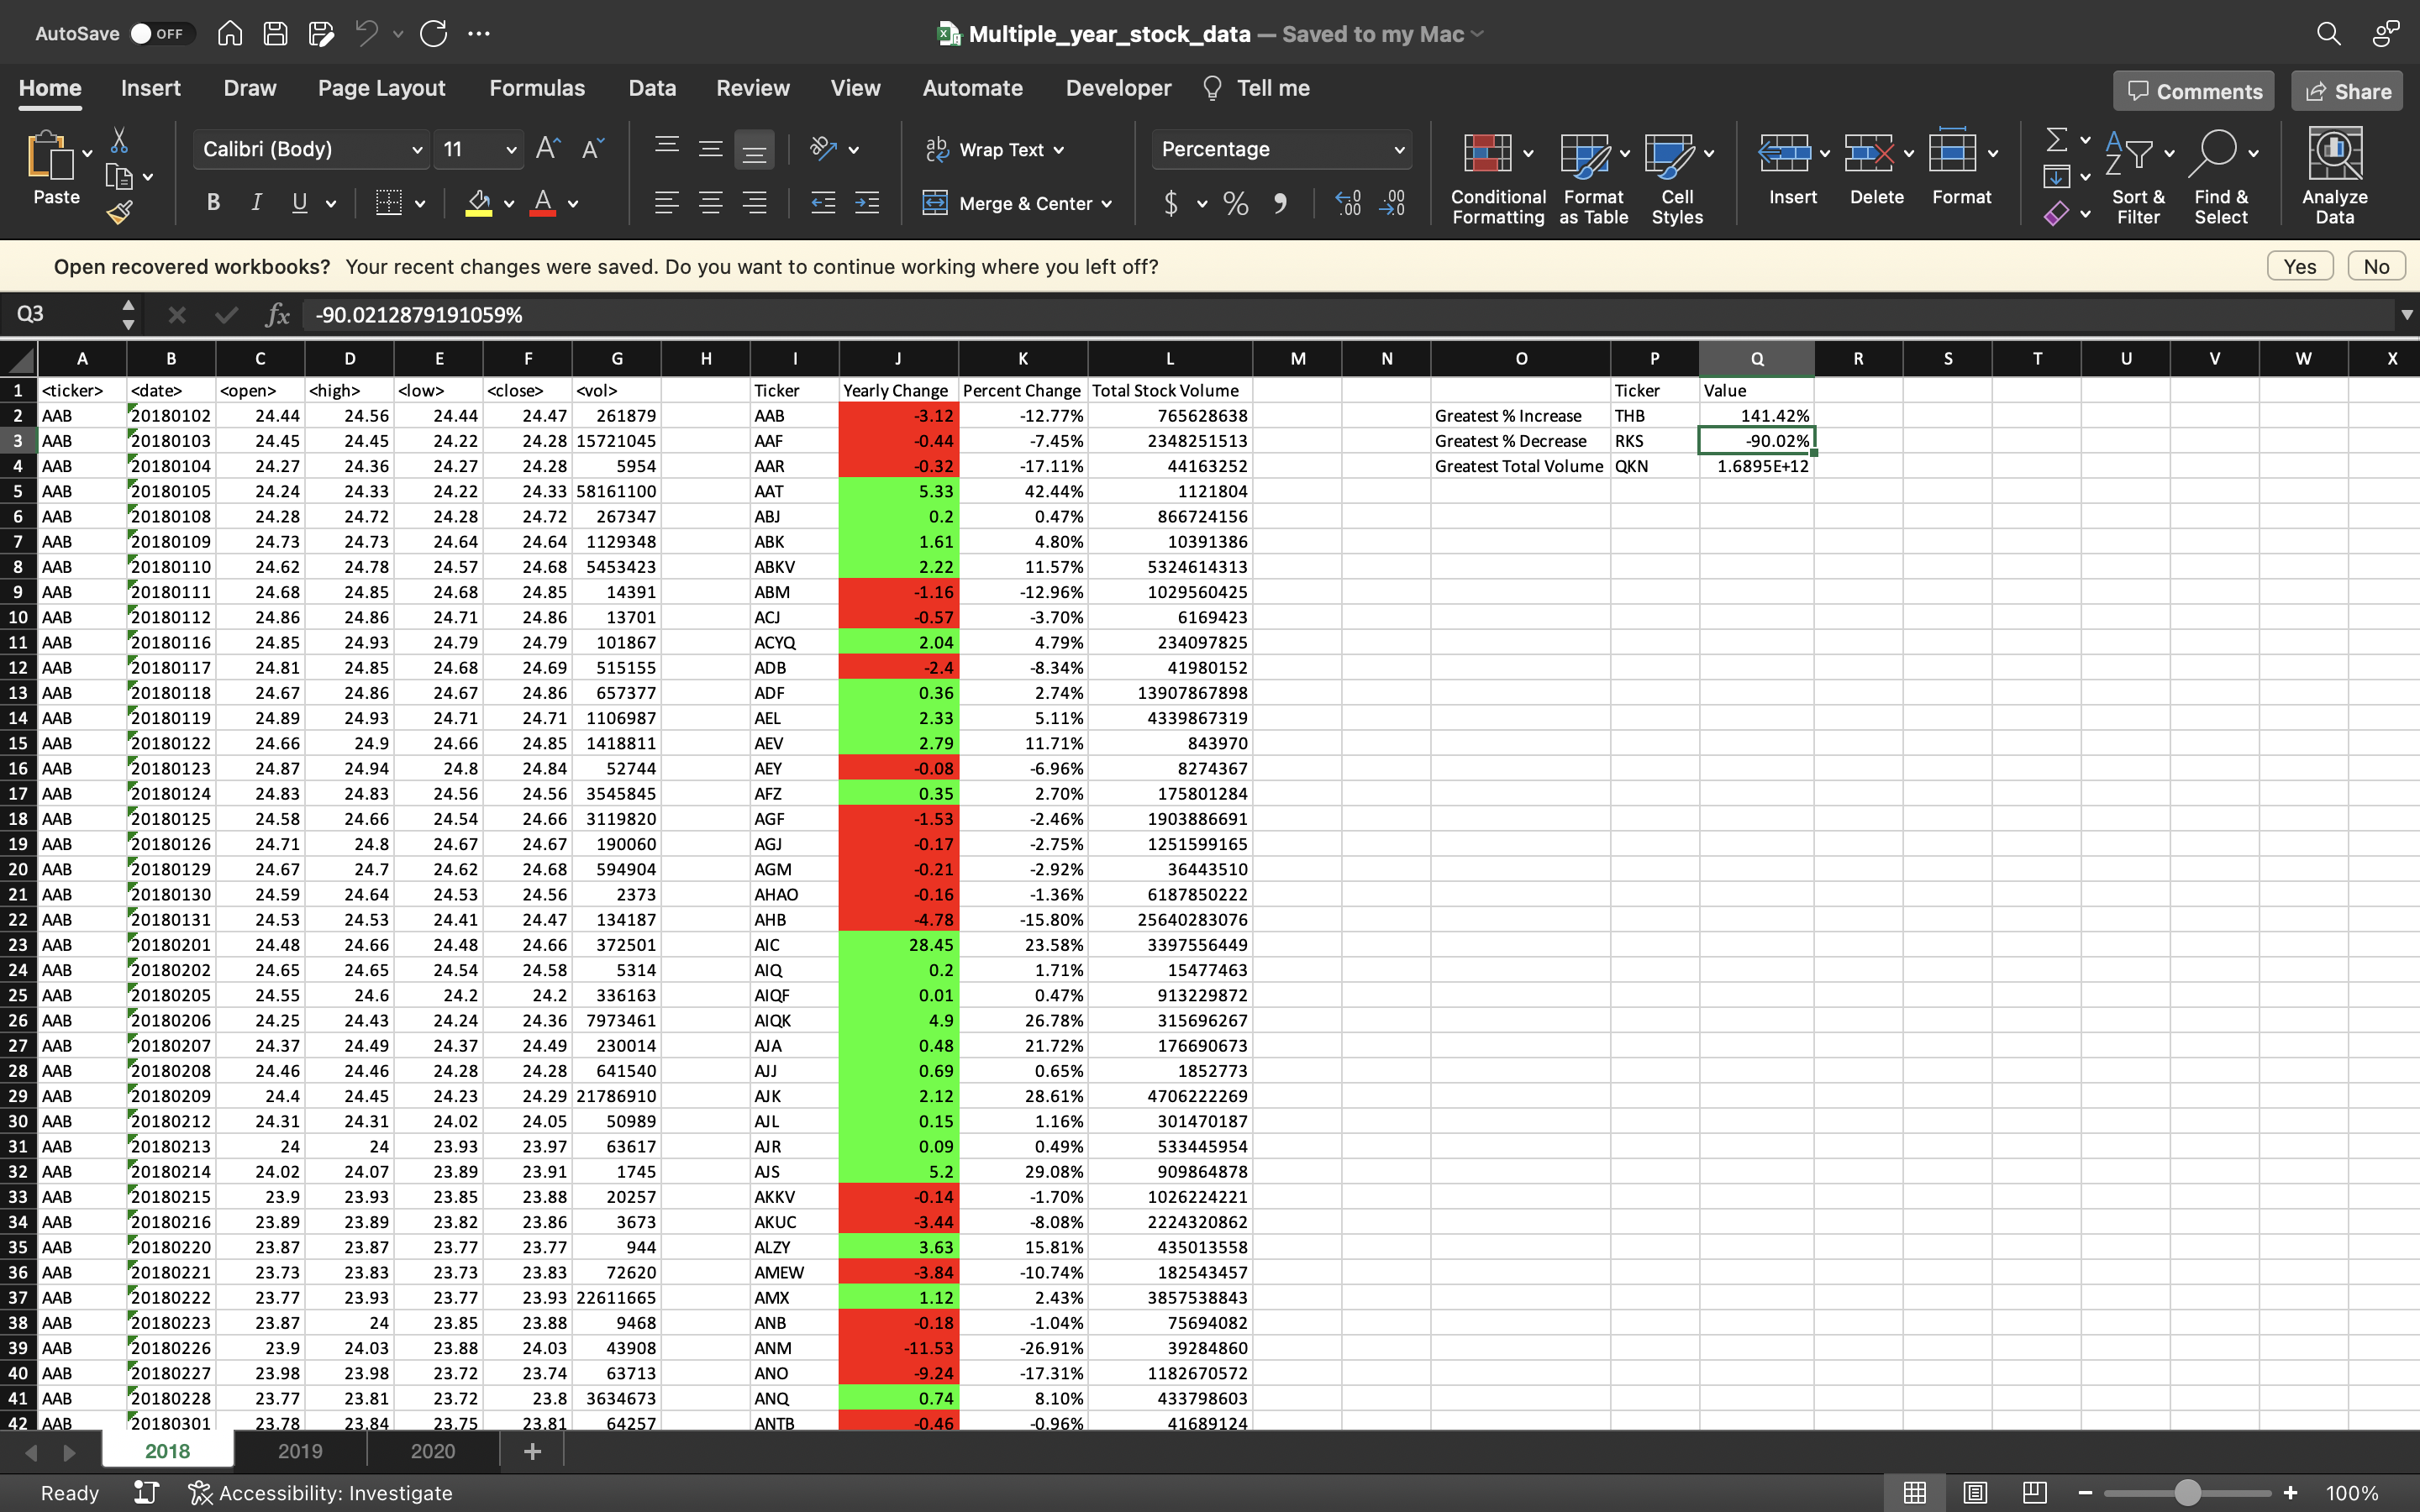 AutoSave OFF Multiple_year_stock_data — Saved to my Mac
Home Insert Draw Page Layout Formulas Data Review View Automate Developer Tell me Comments Share
Calibri (Body) 11 Wrap Text Percentage
Paste B I U Merge & Center $ % Conditional Formatting Format as Table Cell Styles Insert Delete Format Sort & Filter Find & Select Analyze Data
Open recovered workbooks? Your recent changes were saved. Do you want to continue working where you left off? Yes No
Q3 fx -90.0212879191059%
A B C D E F G H I J K L M N O P Q R S T U V W X
1 <ticker> <date> <open> <high> <low> <close> <vol> Ticker Yearly Change Percent Change Total Stock Volume Ticker Value
2 AAB 20180102 24.44 24.56 24.44 24.47 261879 AAB -3.12 -12.77% 765628638 Greatest % Increase THB 141.42%
3 AAB 20180103 24.45 24.45 24.22 24.28 15721045 AAF -0.44 -7.45% 2348251513 Greatest % Decrease RKS -90.02%
4 AAB 20180104 24.27 24.36 24.27 24.28 5954 AAR -0.32 -17.11% 44163252 Greatest Total Volume QKN 1.6895E+12
5 AAB 20180105 24.24 24.33 24.22 24.33 58161100 AAT 5.33 42.44% 1121804
6 AAB 20180108 24.28 24.72 24.28 24.72 267347 ABJ 0.2 0.47% 866724156
7 AAB 20180109 24.73 24.73 24.64 24.64 1129348 ABK 1.61 4.80% 10391386
8 AAB 20180110 24.62 24.78 24.57 24.68 5453423 ABKV 2.22 11.57% 5324614313
9 AAB 20180111 24.68 24.85 24.68 24.85 14391 ABM -1.16 -12.96% 1029560425
10 AAB 20180112 24.86 24.86 24.71 24.86 13701 ACJ -0.57 -3.70% 6169423
11 AAB 20180116 24.85 24.93 24.79 24.79 101867 ACYQ 2.04 4.79% 234097825
12 AAB 20180117 24.81 24.85 24.68 24.69 515155 ADB -2.4 -8.34% 41980152
13 AAB 20180118 24.67 24.86 24.67 24.86 657377 ADF 0.36 2.74% 13907867898
14 AAB 20180119 24.89 24.93 24.71 24.71 1106987 AEL 2.33 5.11% 4339867319
15 AAB 20180122 24.66 24.9 24.66 24.85 1418811 AEV 2.79 11.71% 843970
16 AAB 20180123 24.87 24.94 24.8 24.84 52744 AEY -0.08 -6.96% 8274367
17 AAB 20180124 24.83 24.83 24.56 24.56 3545845 AFZ 0.35 2.70% 175801284
18 AAB 20180125 24.58 24.66 24.54 24.66 3119820 AGF -1.53 -2.46% 1903886691
19 AAB 20180126 24.71 24.8 24.67 24.67 190060 AGJ -0.17 -2.75% 1251599165
20 AAB 20180129 24.67 24.7 24.62 24.68 594904 AGM -0.21 -2.92% 36443510
21 AAB 20180130 24.59 24.64 24.53 24.56 2373 AHAO -0.16 -1.36% 6187850222
22 AAB 20180131 24.53 24.53 24.41 24.47 134187 AHB -4.78 -15.80% 25640283076
23 AAB 20180201 24.48 24.66 24.48 24.66 372501 AIC 28.45 23.58% 3397556449
24 AAB 20180202 24.65 24.65 24.54 24.58 5314 AIQ 0.2 1.71% 15477463
25 AAB 20180205 24.55 24.6 24.2 24.2 336163 AIQF 0.01 0.47% 913229872
26 AAB 20180206 24.25 24.43 24.24 24.36 7973461 AIQK 4.9 26.78% 315696267
27 AAB 20180207 24.37 24.49 24.37 24.49 230014 AJA 0.48 21.72% 176690673
28 AAB 20180208 24.46 24.46 24.28 24.28 641540 AJJ 0.69 0.65% 1852773
29 AAB 20180209 24.4 24.45 24.23 24.29 21786910 AJK 2.12 28.61% 4706222269
30 AAB 20180212 24.31 24.31 24.02 24.05 50989 AJL 0.15 1.16% 301470187
31 AAB 20180213 24 24 23.93 23.97 63617 AJR 0.09 0.49% 533445954
32 AAB 20180214 24.02 24.07 23.89 23.91 1745 AJS 5.2 29.08% 909864878
33 AAB 20180215 23.9 23.93 23.85 23.88 20257 AKKV -0.14 -1.70% 1026224221
34 AAB 20180216 23.89 23.89 23.82 23.86 3673 AKUC -3.44 -8.08% 2224320862
35 AAB 20180220 23.87 23.87 23.77 23.77 944 ALZY 3.63 15.81% 435013558
36 AAB 20180221 23.73 23.83 23.73 23.83 72620 AMEW -3.84 -10.74% 182543457
37 AAB 20180222 23.77 23.93 23.77 23.93 22611665 AMX 1.12 2.43% 3857538843
38 AAB 20180223 23.87 24 23.85 23.88 9468 ANB -0.18 -1.04% 75694082
39 AAB 20180226 23.9 24.03 23.88 24.03 43908 ANM -11.53 -26.91% 39284860
40 AAB 20180227 23.98 23.98 23.72 23.74 63713 ANO -9.24 -17.31% 1182670572
41 AAB 20180228 23.77 23.81 23.72 23.8 3634673 ANQ 0.74 8.10% 433798603
42 AAB 20180301 23.78 23.84 23.75 23.81 64257 ANTB -0.46 -0.96% 41689124
2018 2019 2020 +
Ready Accessibility: Investigate 100%